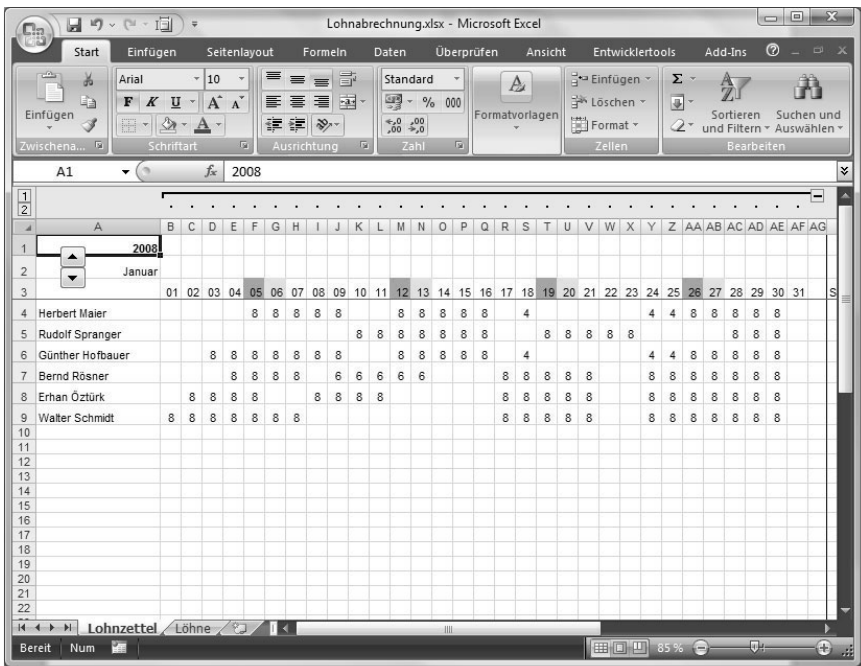 Lohnabrechnung.xlsx - Microsoft Excel
Start Einfügen Seitenlayout Formeln Daten Überprüfen Ansicht Entwicklertools Add-Ins
Einfügen
Zwischena...
Arial 10
F K U A A
A
Schriftart
Ausrichtung
Standard
% 000
,00 ,0
Zahl
A
Formatvorlagen
Einfügen
Löschen
Format
Zellen
Σ
Sortieren und Filtern
Suchen und Auswählen
Bearbeiten
A1 fx 2008
1
2
A B C D E F G H I J K L M N O P Q R S T U V W X Y Z AA AB AC AD AE AF AG
1 2008
2 Januar
3 01 02 03 04 05 06 07 08 09 10 11 12 13 14 15 16 17 18 19 20 21 22 23 24 25 26 27 28 29 30 31 S
4 Herbert Maier 8 8 8 8 8 8 8 8 8 8 4 4 4 8 8 8 8 8
5 Rudolf Spranger 8 8 8 8 8 8 8 8 8 8 8 8 8 8 8
6 Günther Hofbauer 8 8 8 8 8 8 8 8 8 8 8 8 4 4 4 8 8 8 8 8
7 Bernd Rösner 8 8 8 8 6 6 6 6 6 8 8 8 8 8 8 8 8 8 8 8 8
8 Erhan Öztürk 8 8 8 8 8 8 8 8 8 8 8 8 8 8 8 8 8 8 8 8
9 Walter Schmidt 8 8 8 8 8 8 8 8 8 8 8 8 8 8 8 8 8 8 8
10
11
12
13
14
15
16
17
18
19
20
21
22
Lohnzettel Löhne
Bereit Num 85 %